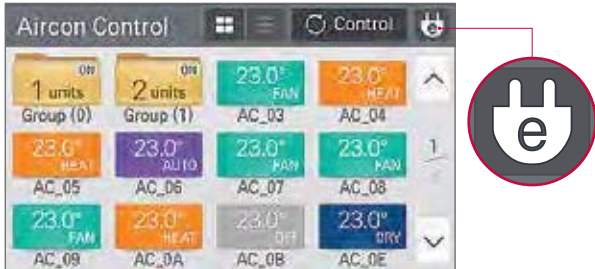 Aircon Control Control e
ON ON 23.0° 23.0°
1 units 2 units FAN HEAT
Group (0) Group (1) AC_03 AC_04
e
23.0° 23.0° 23.0° 23.0° 1
HEAT AUTO FAN FAN
AC_05 AC_06 AC_07 AC_08
23.0° 23.0° 23.0° 23.0°
FAN HEAT OFF DRY
AC_09 AC_0A AC_0B AC_0E